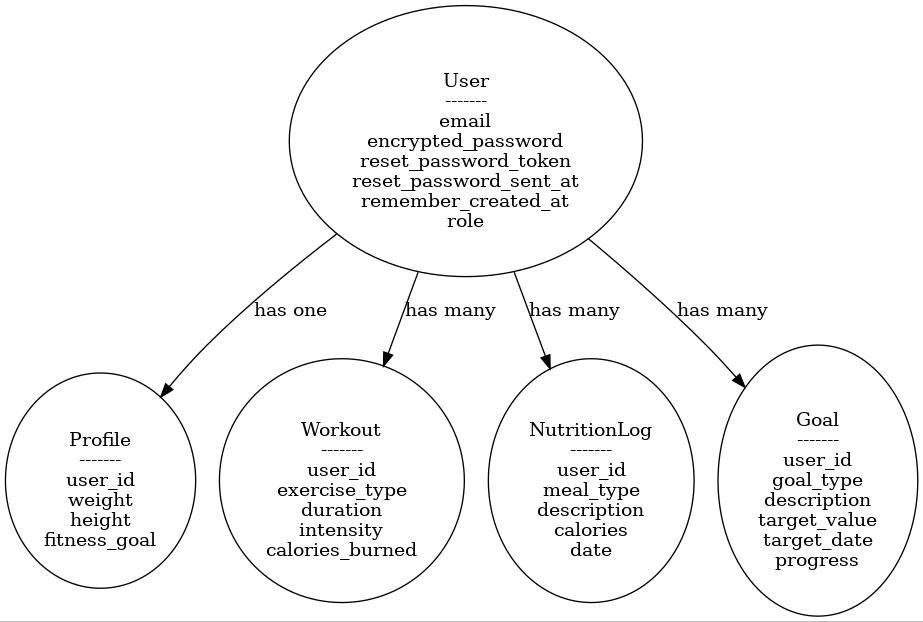 User
-------
email
encrypted_password
reset_password_token
reset_password_sent_at
remember_created_at
role
has one
has many
has many
has many
Profile
-------
user_id
weight
height
fitness_goal
Workout
-------
user_id
exercise_type
duration
intensity
calories_burned
NutritionLog
-------
user_id
meal_type
description
calories
date
Goal
-------
user_id
goal_type
description
target_value
target_date
progress